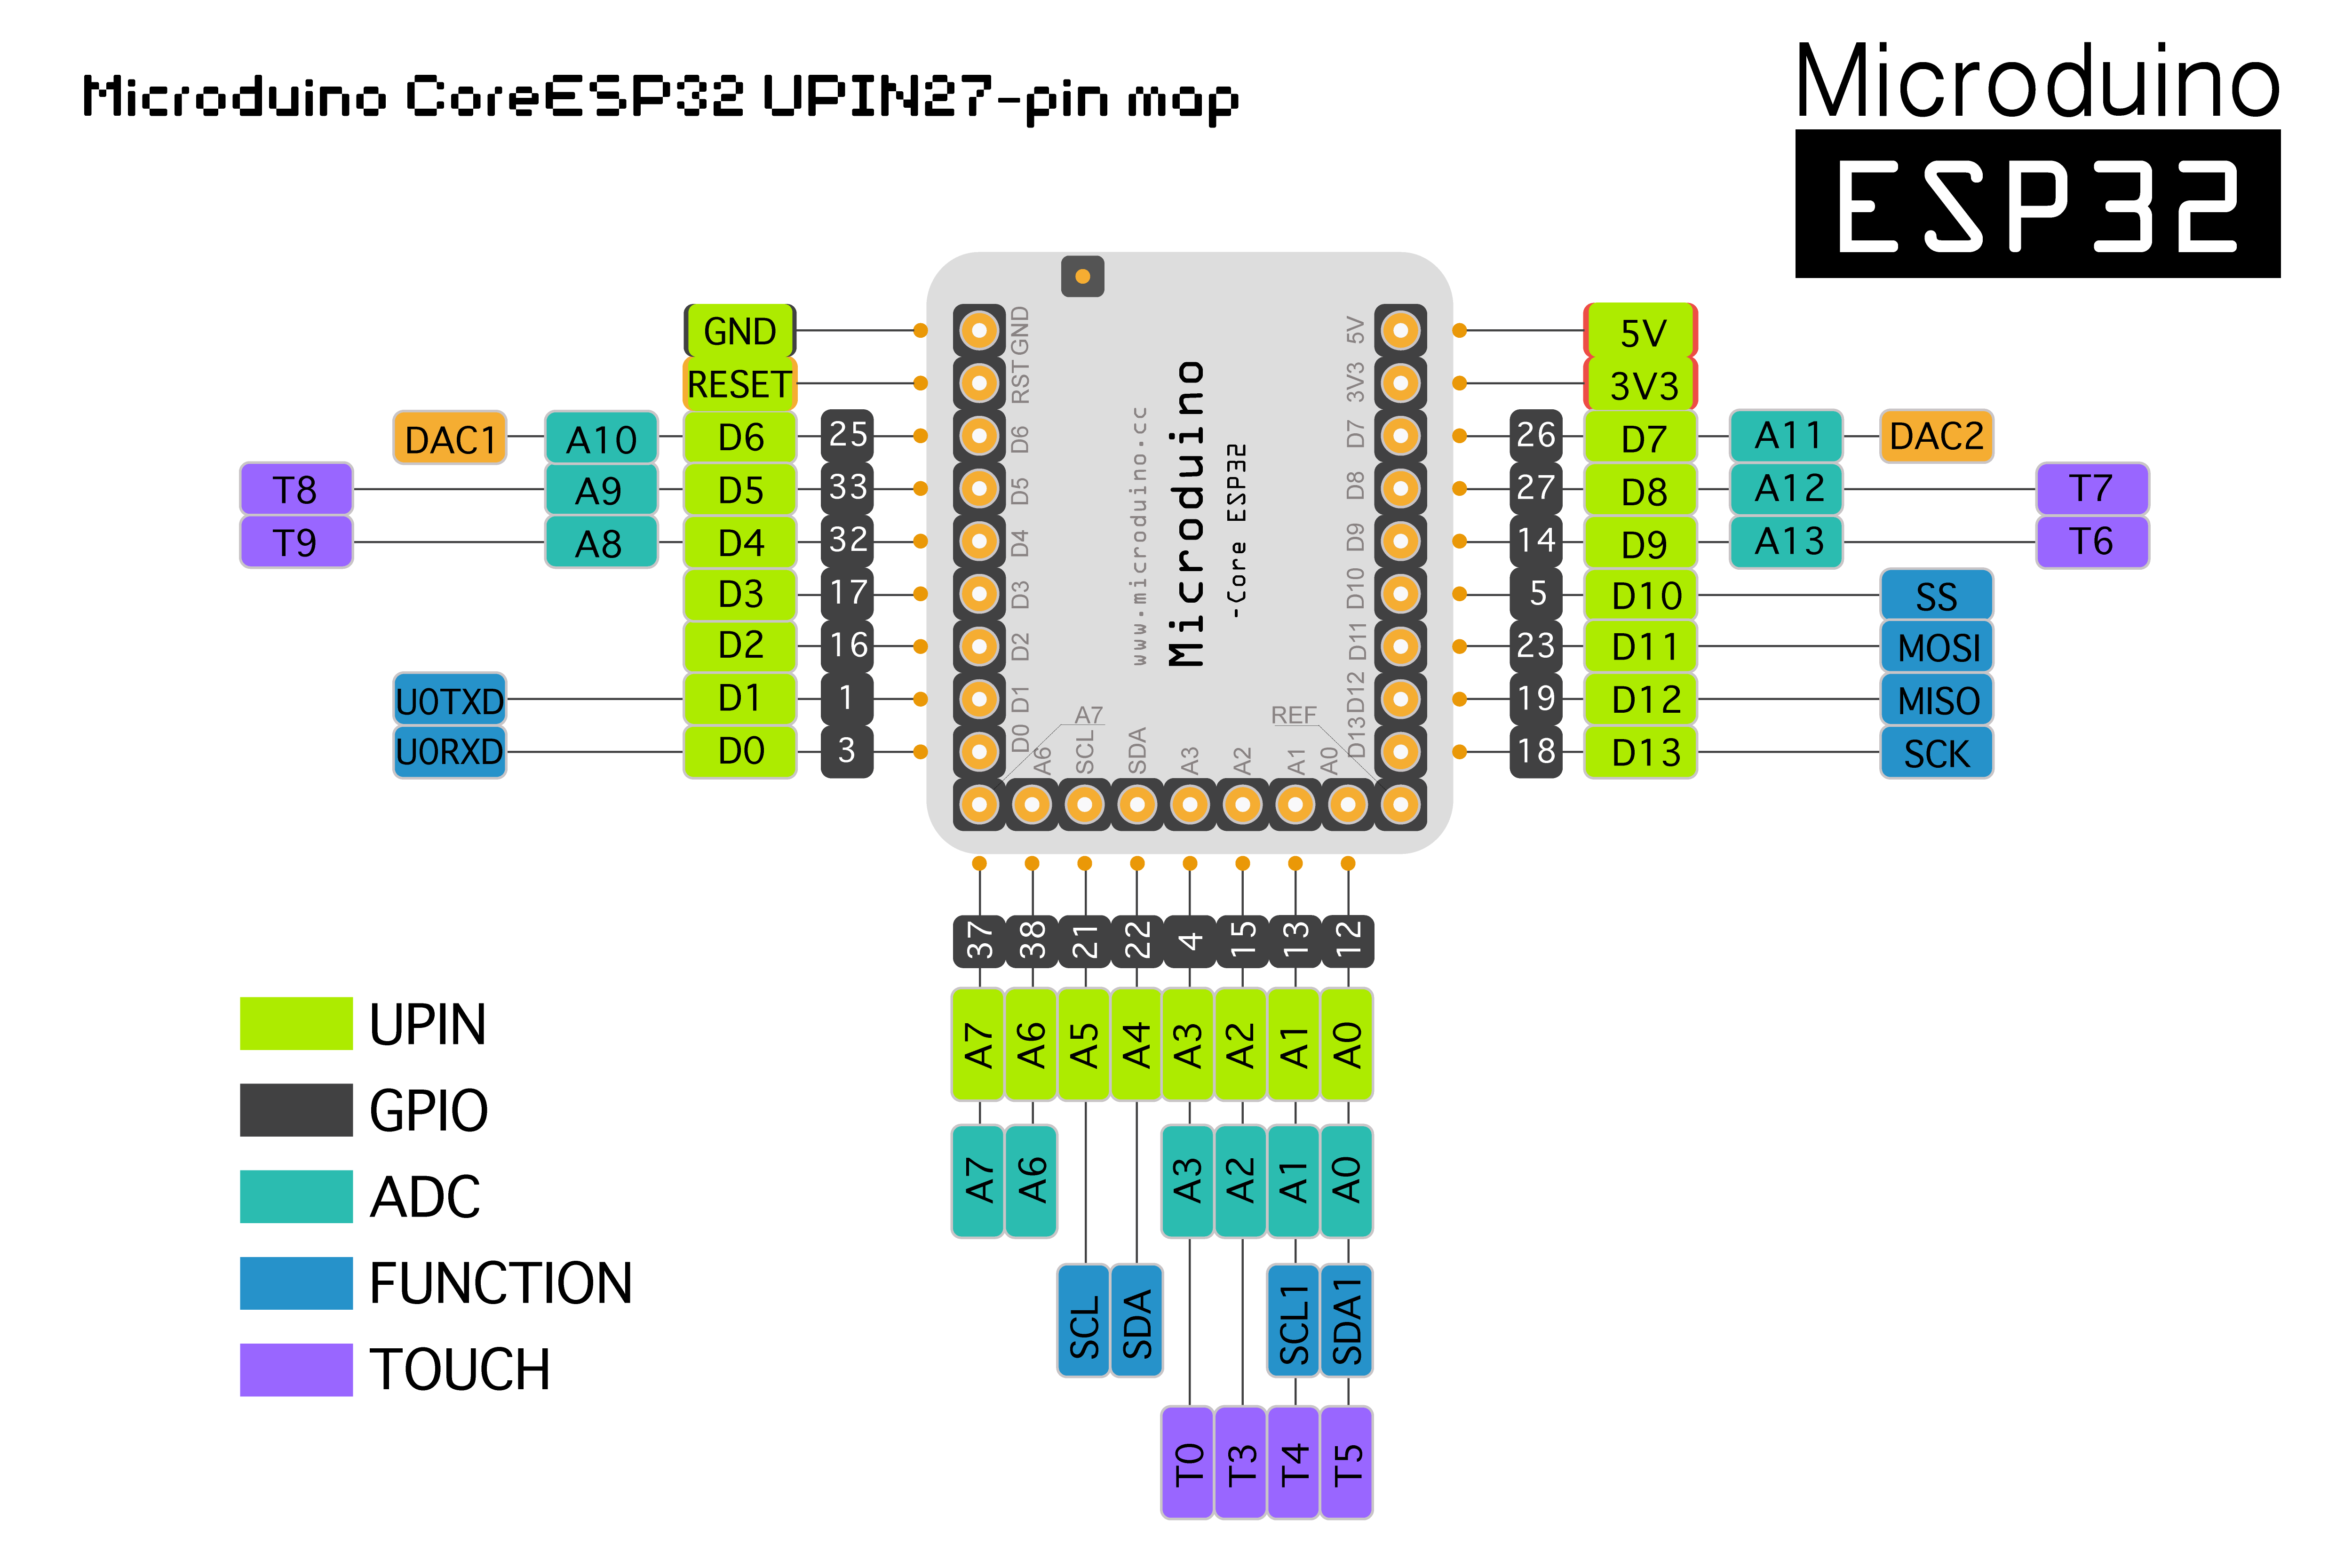 Microduino CoreESP32 UPIN27-pin map
Microduino
ESP32
GND
RESET
DAC1 A10 D6 25
T8 A9 D5 33
T9 A8 D4 32
D3 17
D2 16
U0TXD D1 1
U0RXD D0 3
GND
RST
D6
D5
D4
D3
D2
D1
D0
A7
A6
SCL
SDA
A3
A2
A1
A0
REF
www.microduino.cc
Microduino
-Core ESP32
5V
3V3
D7
D8
D9
D10
D11
D12
D13
5V
3V3
26 D7 A11 DAC2
27 D8 A12 T7
14 D9 A13 T6
5 D10 SS
23 D11 MOSI
19 D12 MISO
18 D13 SCK
37 38 21 22 4 15 13 12
A7 A6 A5 A4 A3 A2 A1 A0
A7 A6 A3 A2 A1 A0
SCL SDA SCL1 SDA1
T0 T3 T4 T5
UPIN
GPIO
ADC
FUNCTION
TOUCH